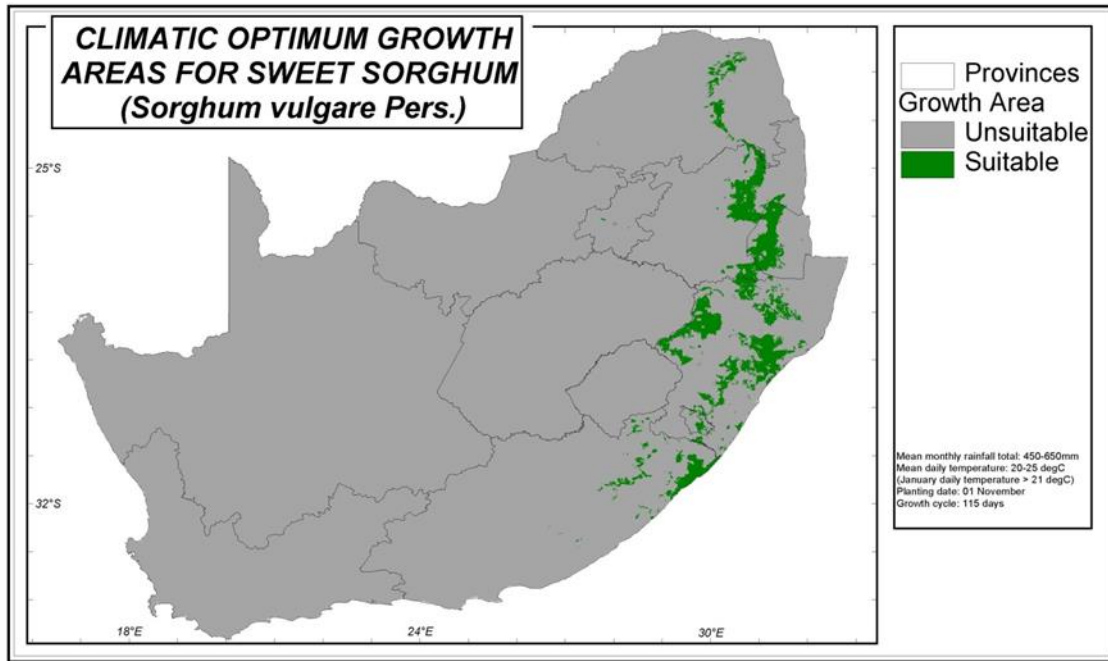 CLIMATIC OPTIMUM GROWTH
AREAS FOR SWEET SORGHUM
(Sorghum vulgare Pers.)
Provinces
Growth Area
Unsuitable
Suitable
25°S
32°S
Mean monthly rainfall total: 450-650mm
Mean daily temperature: 20-25 degC
(January daily temperature > 21 degC)
Planting date: 01 November
Growth cycle: 115 days
18°E
24°E
30°E